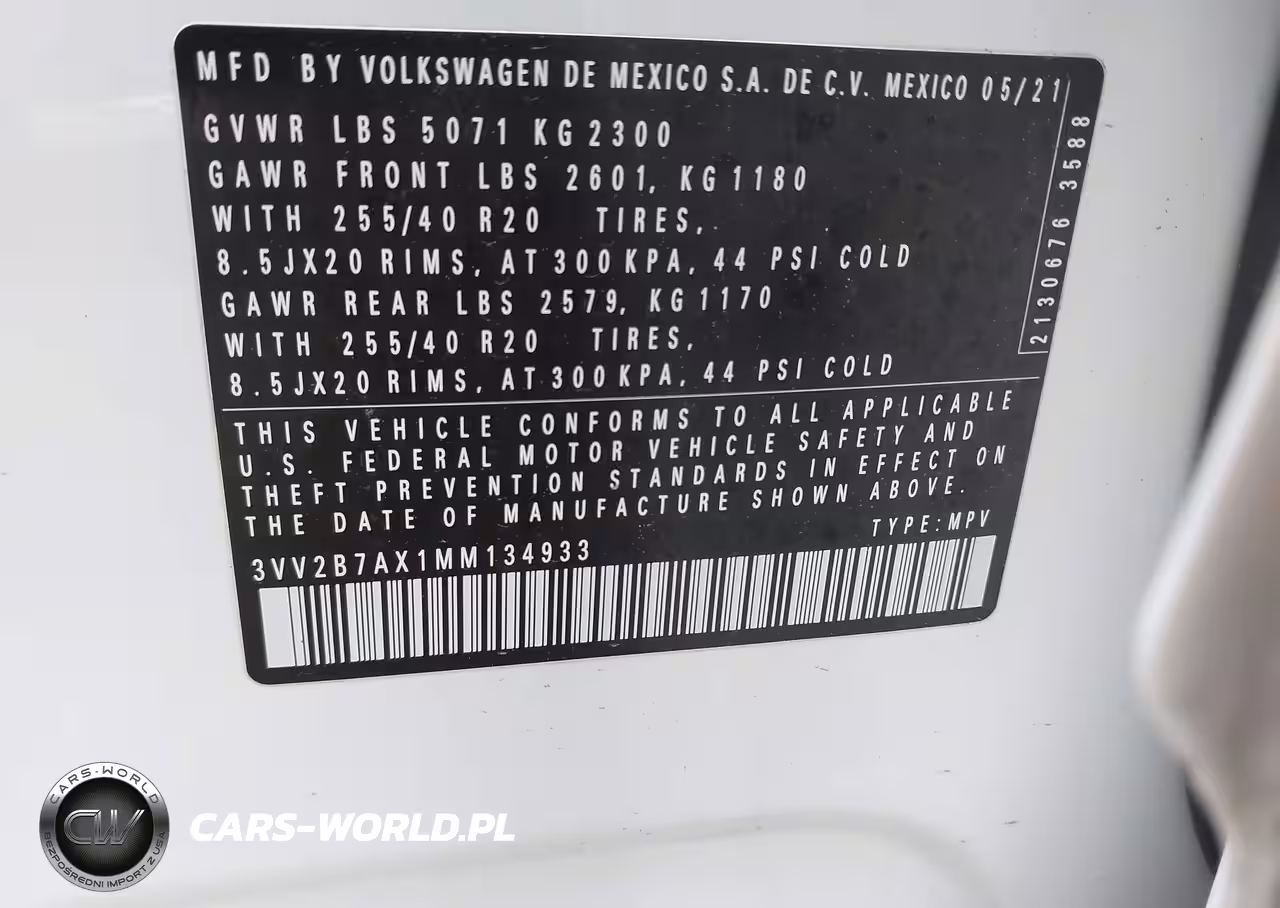 MFD BY VOLKSWAGEN DE MEXICO S.A. DE C.V. MEXICO 05/21
GVWR LBS 5071 KG 2300
GAWR FRONT LBS 2601, KG 1180
WITH 255/40 R20 TIRES,
8.5JX20 RIMS, AT 300 KPA, 44 PSI COLD
GAWR REAR LBS 2579, KG 1170
WITH 255/40 R20 TIRES,
8.5JX20 RIMS, AT 300 KPA, 44 PSI COLD
2130676 3588
THIS VEHICLE CONFORMS TO ALL APPLICABLE
U.S. FEDERAL MOTOR VEHICLE SAFETY AND
THEFT PREVENTION STANDARDS IN EFFECT ON
THE DATE OF MANUFACTURE SHOWN ABOVE.
TYPE: MPV
3VV2B7AX1MM134933
CARS-WORLD
CW
BEZPOŚREDNI IMPORT Z USA
CARS-WORLD.PL